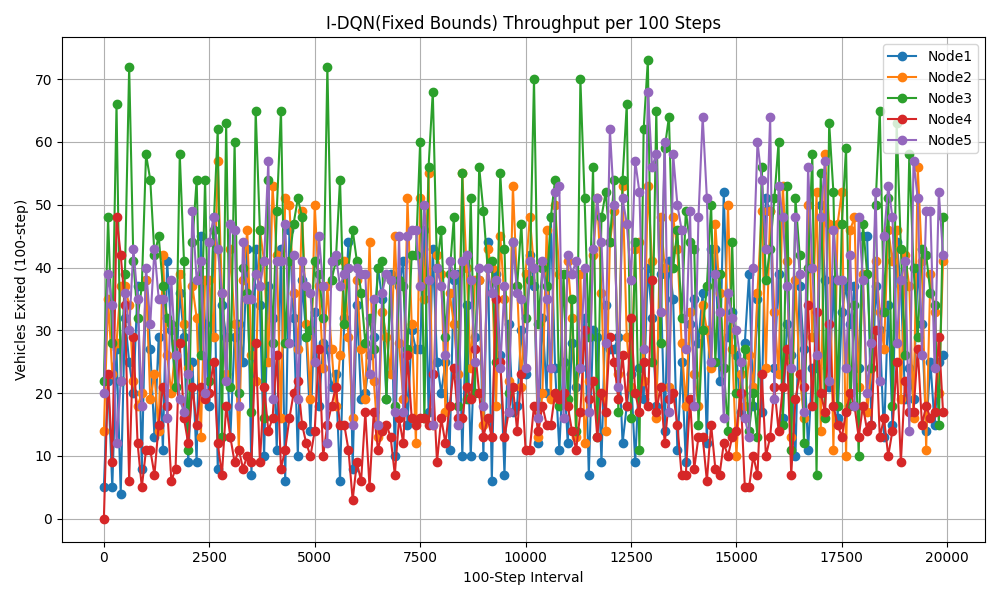 I-DQN(Fixed Bounds) Throughput per 100 Steps
Vehicles Exited (100-step)
70
60
50
40
30
20
10
0
0
2500
5000
7500
10000
12500
15000
17500
20000
100-Step Interval
Node1
Node2
Node3
Node4
Node5